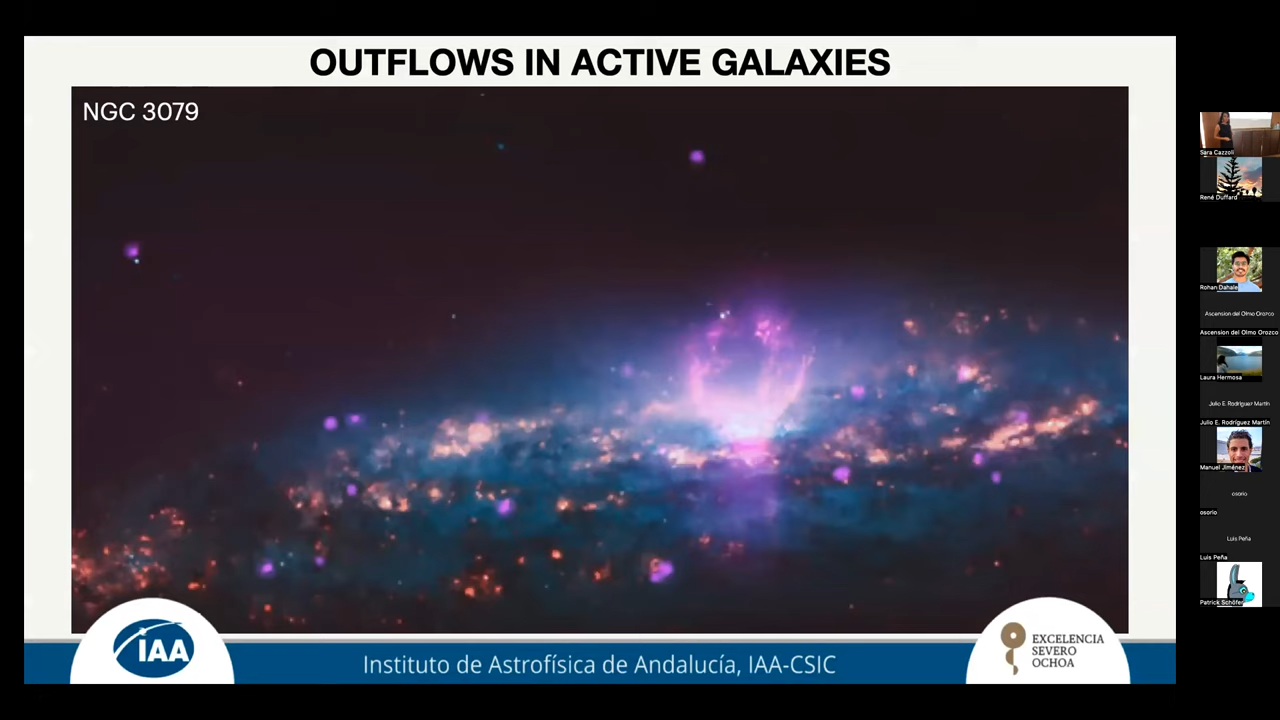 OUTFLOWS IN ACTIVE GALAXIES
NGC 3079
IAA
Instituto de Astrofísica de Andalucía, IAA-CSIC
EXCELENCIA
SEVERO
OCHOA
Sara Cazzoli
René Duffard
Rohan Dahale
Ascension del Olmo Orozco
Ascension del Olmo Orozco
Laura Hermosa
Julio E. Rodríguez Martín
Julio E. Rodríguez Martín
Manuel Jiménez
osorio
osorio
Luis Peña
Luis Peña
Patrick Schöfer